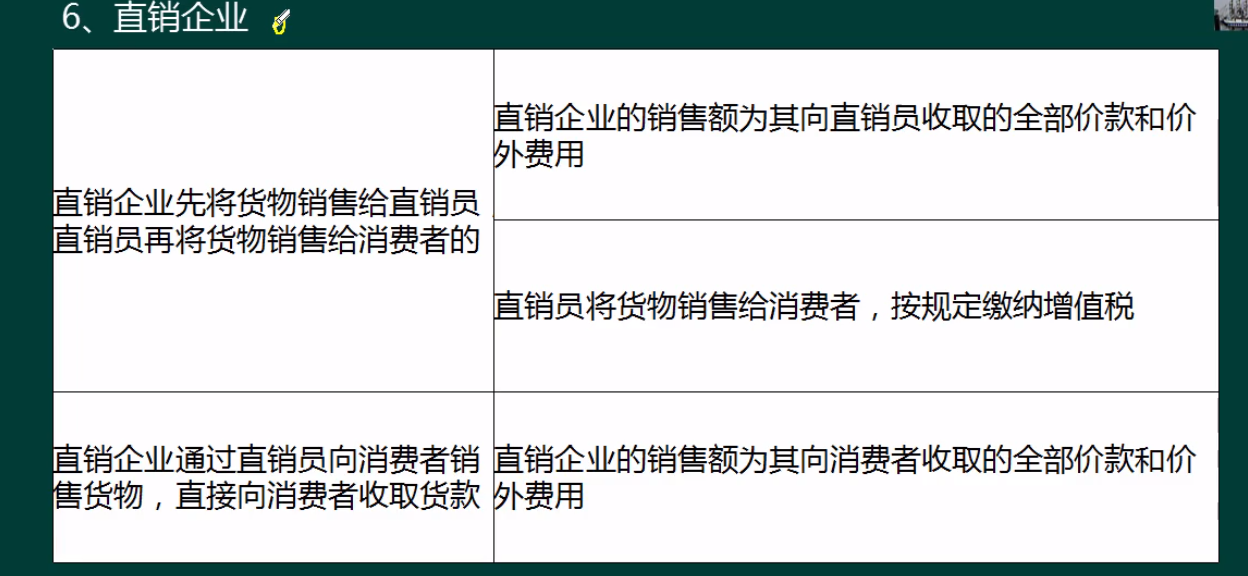 6、直销企业
直销企业先将货物销售给直销员，
直销员再将货物销售给消费者的
直销企业的销售额为其向直销员收取的全部价款和价
外费用
直销员将货物销售给消费者，按规定缴纳增值税
直销企业通过直销员向消费者销
售货物，直接向消费者收取货款
直销企业的销售额为其向消费者收取的全部价款和价
外费用